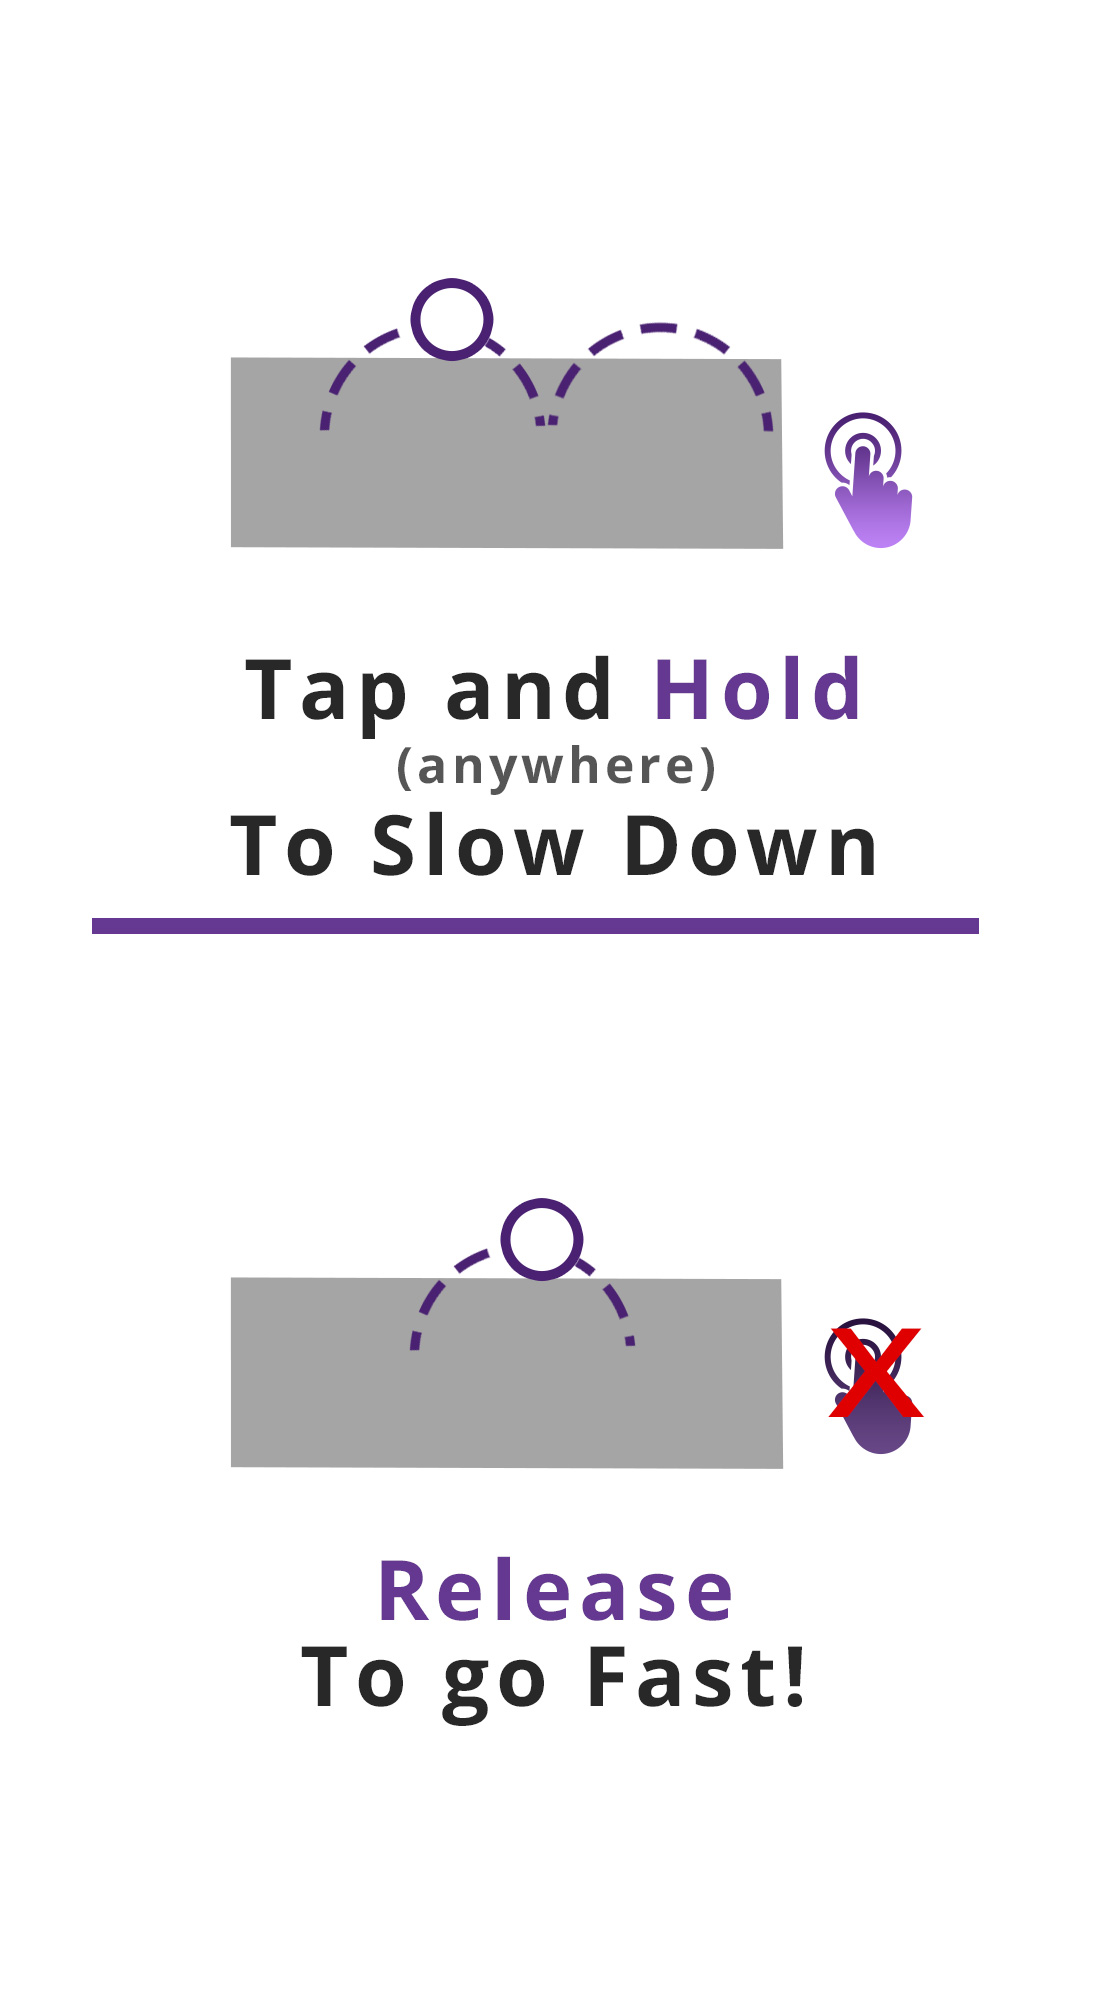 Tap and Hold
(anywhere)
To Slow Down
Release
To go Fast!